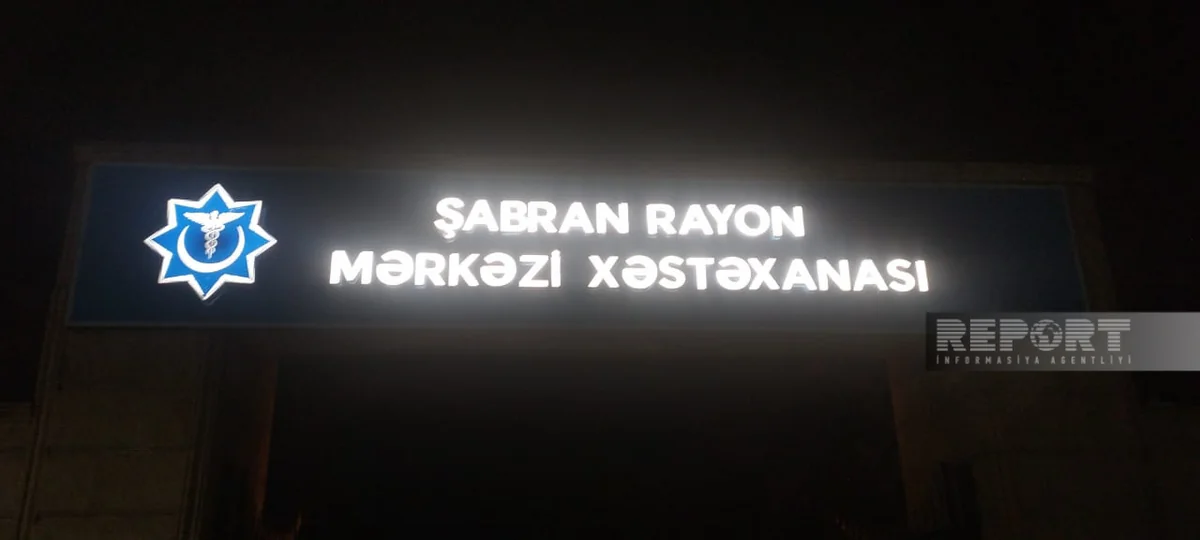 ŞABRAN RAYON
MƏRKƏZİ XƏSTƏXANASI
REPORT
İNFORMASİYA AGENTLİYİ